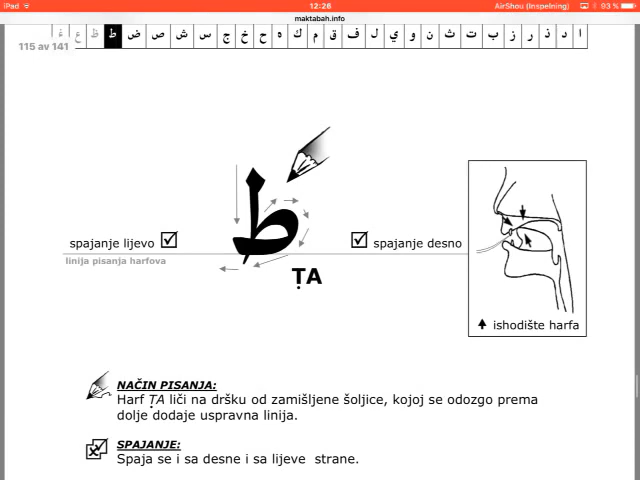 iPad 12:26 AirShou (Inspelning) 93 %
maktabah.info
ا د ذ ر ز ب ت ث ن و ي ل ف ق م ك ه ح خ ج س ش ص ض ط ظ ع غ
115 av 141
ط
spajanje lijevo
spajanje desno
linija pisanja harfova
ṬA
ishodište harfa
NAČIN PISANJA:
Harf ṬA liči na dršku od zamišljene šoljice, kojoj se odozgo prema
dolje dodaje uspravna linija.
SPAJANJE:
Spaja se i sa desne i sa lijeve strane.